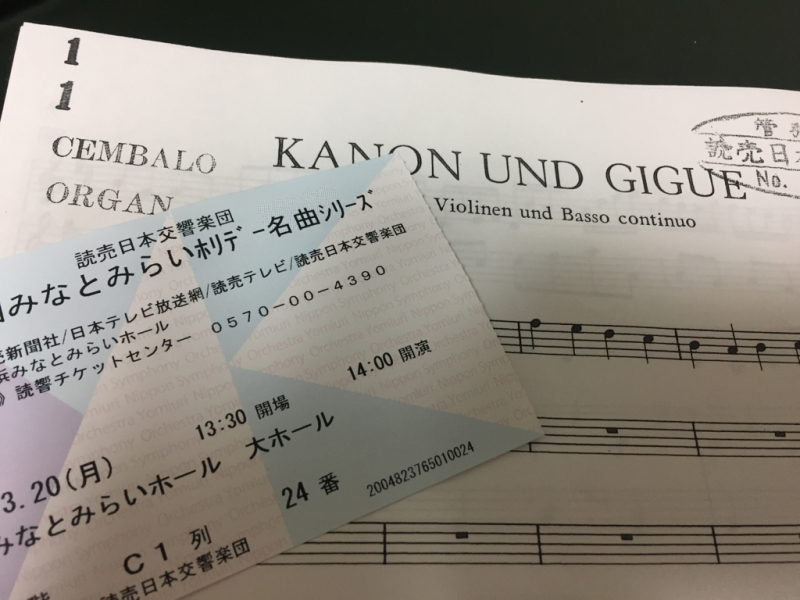 1
1
CEMBALO
ORGAN
KANON UND GIGUE
Violinen und Basso continuo
読売日
No.
読売日本交響楽団
みなとみらいホリデー名曲シリーズ
新聞社/日本テレビ放送網/読売テレビ/読売日本交響楽団
浜みなとみらいホール
読響チケットセンター 0570-00-4390
13:30 開場 14:00 開演
3.20(月)
みなとみらいホール 大ホール
C1 列 24 番
読売日本交響楽団
2004823765010024